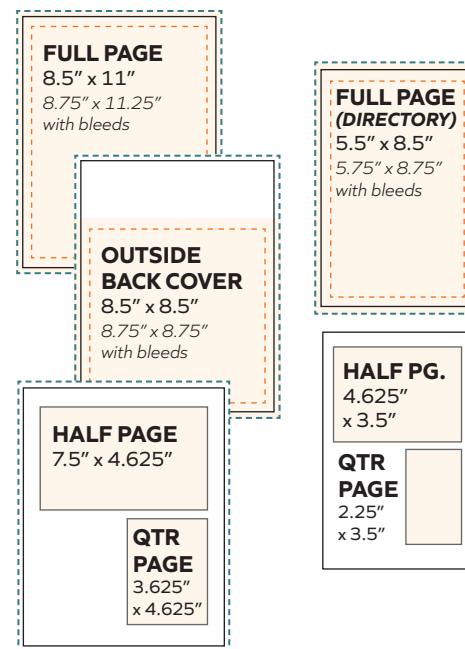 FULL PAGE
8.5” x 11”
8.75” x 11.25”
with bleeds
OUTSIDE
BACK COVER
8.5” x 8.5”
8.75” x 8.75”
with bleeds
HALF PAGE
7.5” x 4.625”
QTR
PAGE
3.625”
x 4.625”
FULL PAGE
(DIRECTORY)
5.5” x 8.5”
5.75” x 8.75”
with bleeds
HALF PG.
4.625”
x 3.5”
QTR
PAGE
2.25”
x 3.5”